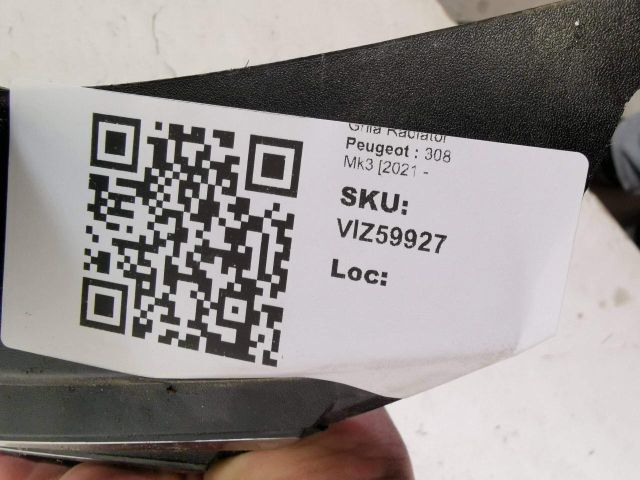 Grila Radiator
Peugeot : 308
Mk3 [2021 -
SKU:
VIZ59927
Loc: